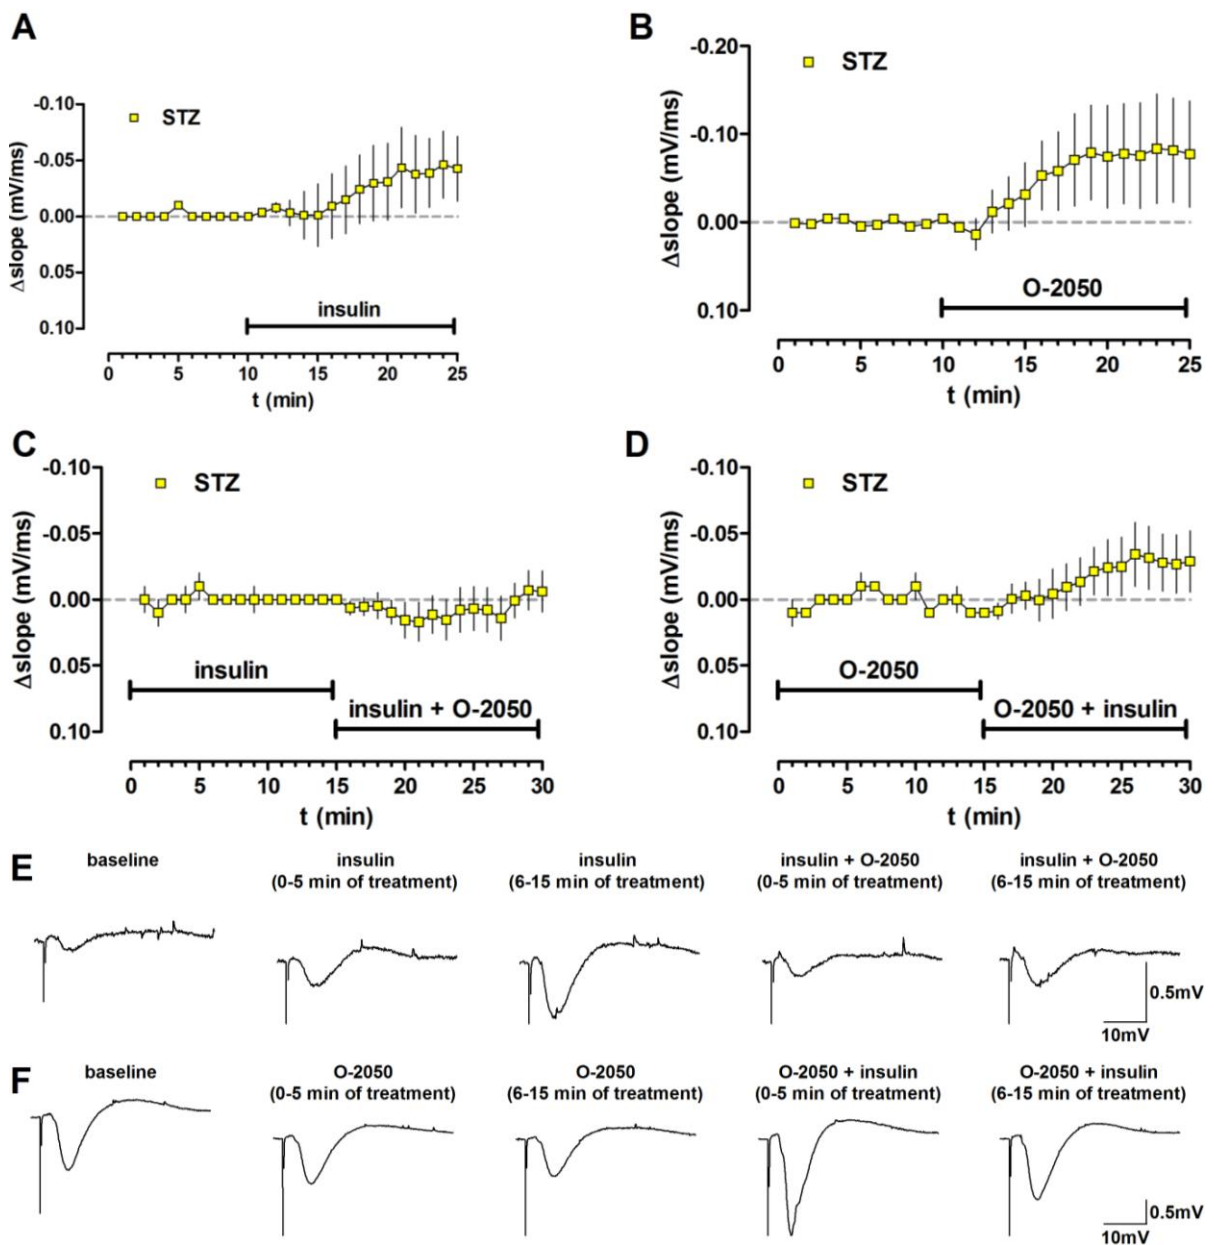 A
STZ
-0.10
-0.05
0.00
0.05
0.10
Δslope (mV/ms)
insulin
0 5 10 15 20 25
t (min)
B
STZ
-0.20
-0.10
0.00
0.10
Δslope (mV/ms)
O-2050
0 5 10 15 20 25
t (min)
C
STZ
-0.10
-0.05
0.00
0.05
0.10
Δslope (mV/ms)
insulin
insulin + O-2050
0 5 10 15 20 25 30
t (min)
D
STZ
-0.10
-0.05
0.00
0.05
0.10
Δslope (mV/ms)
O-2050
O-2050 + insulin
0 5 10 15 20 25 30
t (min)
E
baseline
insulin
(0-5 min of treatment)
insulin
(6-15 min of treatment)
insulin + O-2050
(0-5 min of treatment)
insulin + O-2050
(6-15 min of treatment)
0.5mV
10mV
F
baseline
O-2050
(0-5 min of treatment)
O-2050
(6-15 min of treatment)
O-2050 + insulin
(0-5 min of treatment)
O-2050 + insulin
(6-15 min of treatment)
0.5mV
10mV